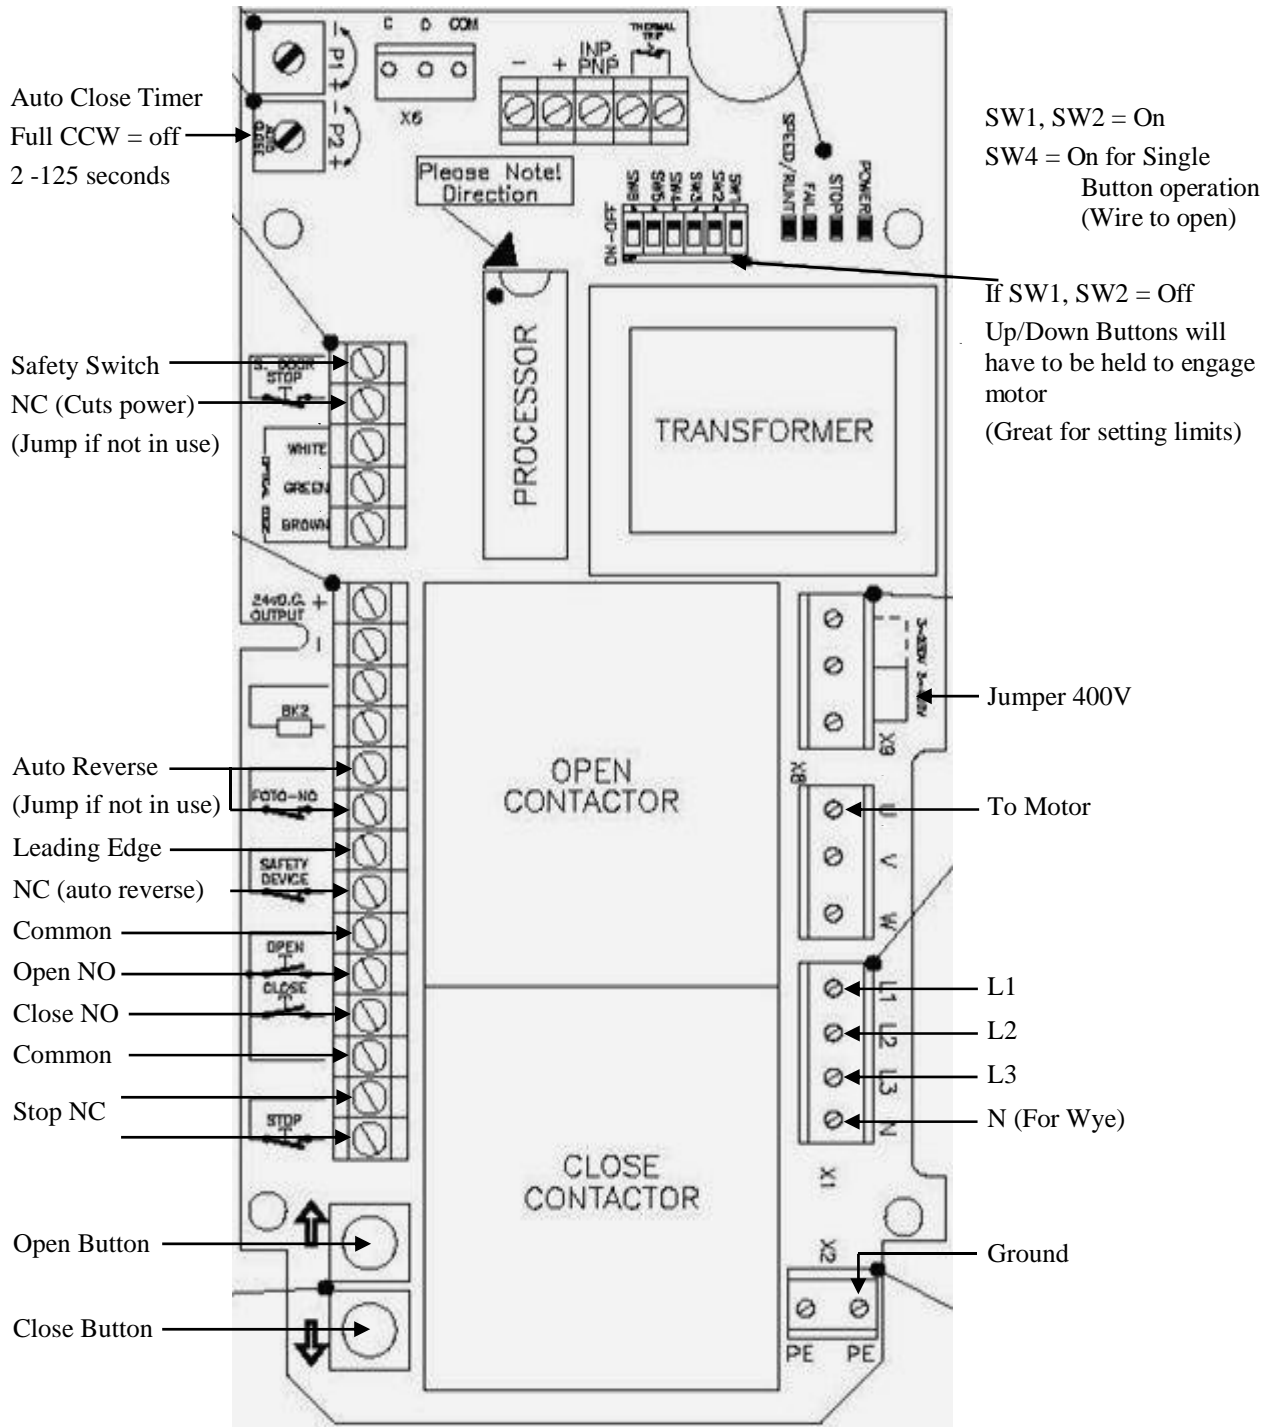 C D COM
THERMAL
TRIP
INP.
PNP
- +
- P1 +
X6
Auto Close Timer
Full CCW = off
2 -125 seconds
- P2 +
AUTO
CLOSE
Please Note!
Direction
SW6 SW5 SW4 SW3 SW2 SW1
OFF-ON
SPEED/RUNT
FAIL
STOP
POWER
SW1, SW2 = On
SW4 = On for Single
Button operation
(Wire to open)
If SW1, SW2 = Off
Up/Down Buttons will
have to be held to engage
motor
(Great for setting limits)
Safety Switch
NC (Cuts power)
(Jump if not in use)
S. DOOR
STOP
WHITE
GREEN
BROWN
OPTICAL EDGE
PROCESSOR
TRANSFORMER
24vD.C. +
OUTPUT
-
BK2
Jumper 400V
X9
X8
Auto Reverse
(Jump if not in use)
FOTO-NO
Leading Edge
NC (auto reverse)
SAFETY
DEVICE
Common
Open NO
OPEN
Close NO
CLOSE
Common
Stop NC
STOP
OPEN
CONTACTOR
CLOSE
CONTACTOR
To Motor
U
V
W
L1 L1
L2 L2
L3 L3
N N (For Wye)
X1
X2
Ground
PE PE
Open Button
Close Button